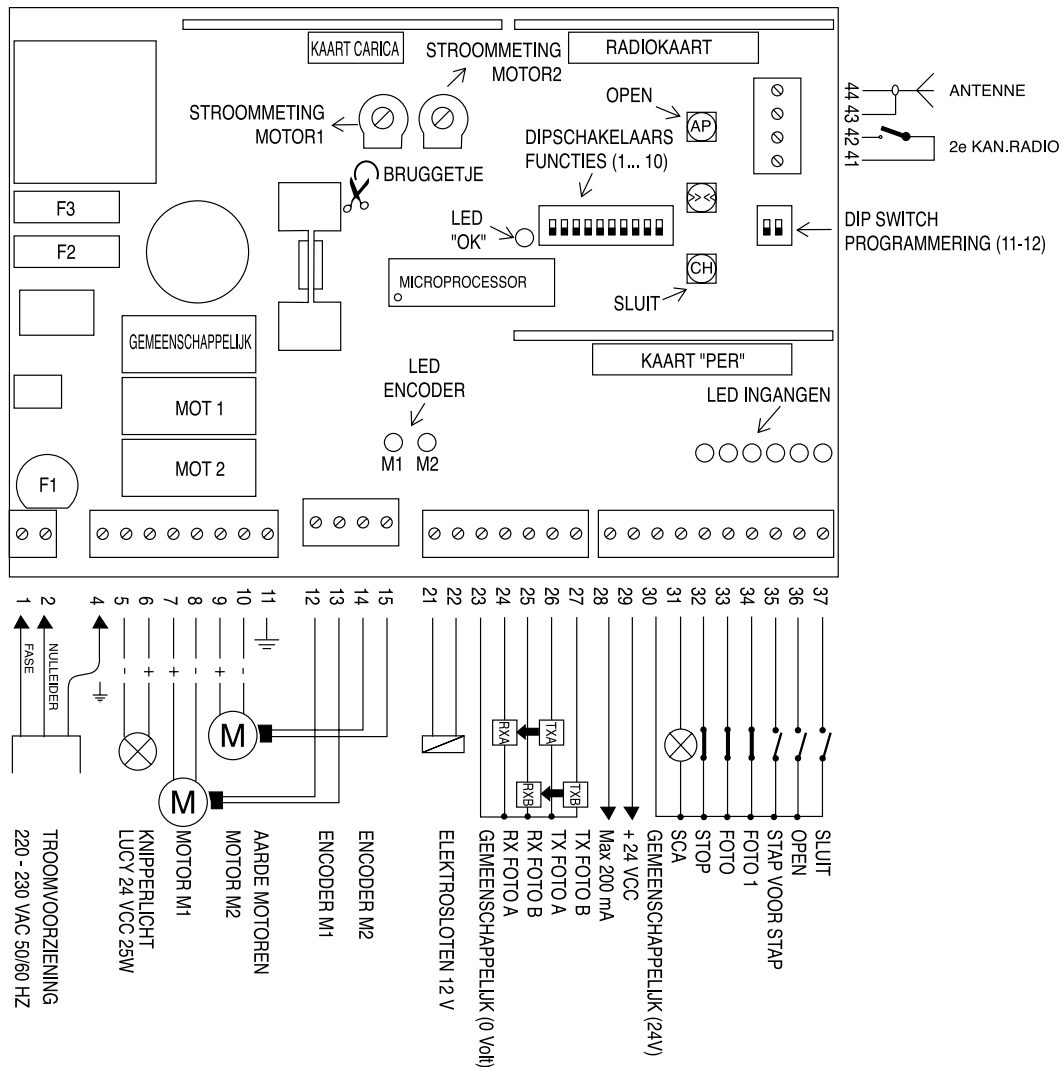 KAART CARICA
STROOMMETING
MOTOR2
RADIOKAART
STROOMMETING
MOTOR1
OPEN
AP
44
43
42
41
ANTENNE
2e KAN.RADIO
DIPSCHAKELAARS
FUNCTIES (1... 10)
BRUGGETJE
>> <<
F3
F2
LED
"OK"
DIP SWITCH
PROGRAMMERING (11-12)
MICROPROCESSOR
CH
SLUIT
GEMEENSCHAPPELIJK
KAART "PER"
MOT 1
LED
ENCODER
LED INGANGEN
MOT 2
M1 M2
F1
1 2 4 5 6 7 8 9 10 11 12 13 14 15 21 22 23 24 25 26 27 28 29 30 31 32 33 34 35 36 37
FASE
NULLEIDER
- + + - + -
M
M
RXA
TXA
RXB
TXB
TROOMVOORZIENING
220 - 230 VAC 50/60 HZ
KNIPPERLICHT
LUCY 24 VCC 25W
MOTOR M1
MOTOR M2
AARDE MOTOREN
ENCODER M1
ENCODER M2
ELEKTROSLOTEN 12 V
GEMEENSCHAPPELIJK (0 Volt)
RX FOTO A
RX FOTO B
TX FOTO A
TX FOTO B
Max 200 mA
+ 24 VCC
GEMEENSCHAPPELIJK (24V)
SCA
STOP
FOTO
FOTO 1
STAP VOOR STAP
OPEN
SLUIT